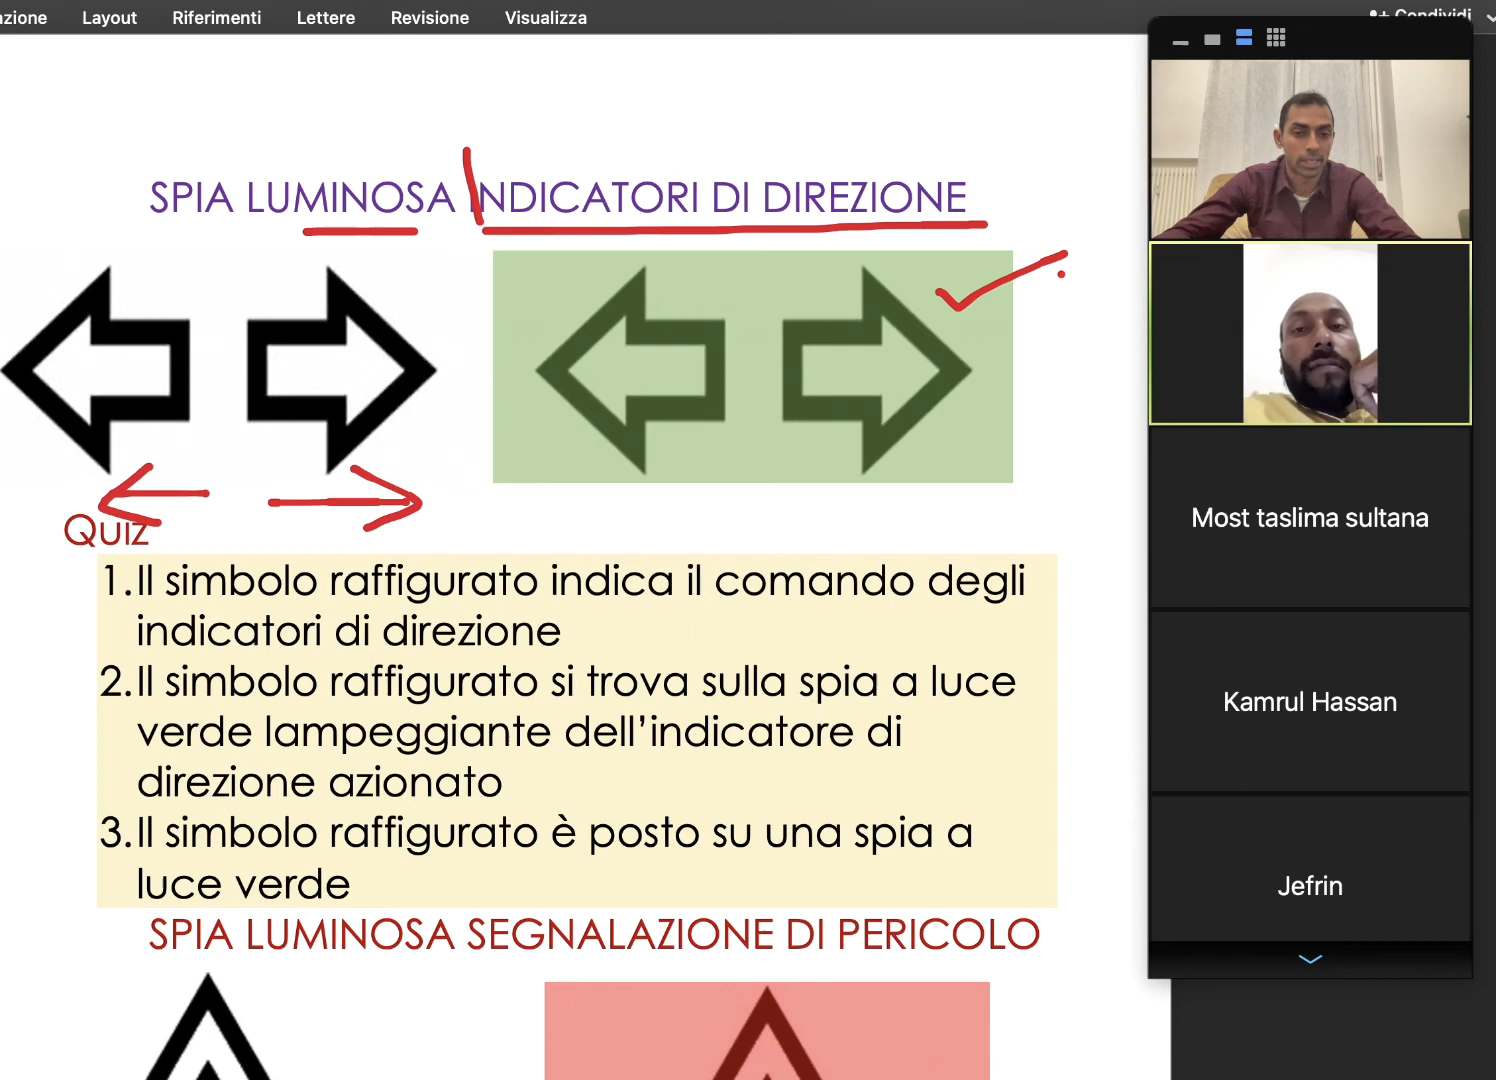 azione Layout Riferimenti Lettere Revisione Visualizza Condividi
SPIA LUMINOSA INDICATORI DI DIREZIONE
Quiz
1. Il simbolo raffigurato indica il comando degli
indicatori di direzione
2. Il simbolo raffigurato si trova sulla spia a luce
verde lampeggiante dell’indicatore di
direzione azionato
3. Il simbolo raffigurato è posto su una spia a
luce verde
SPIA LUMINOSA SEGNALAZIONE DI PERICOLO
Most taslima sultana
Kamrul Hassan
Jefrin